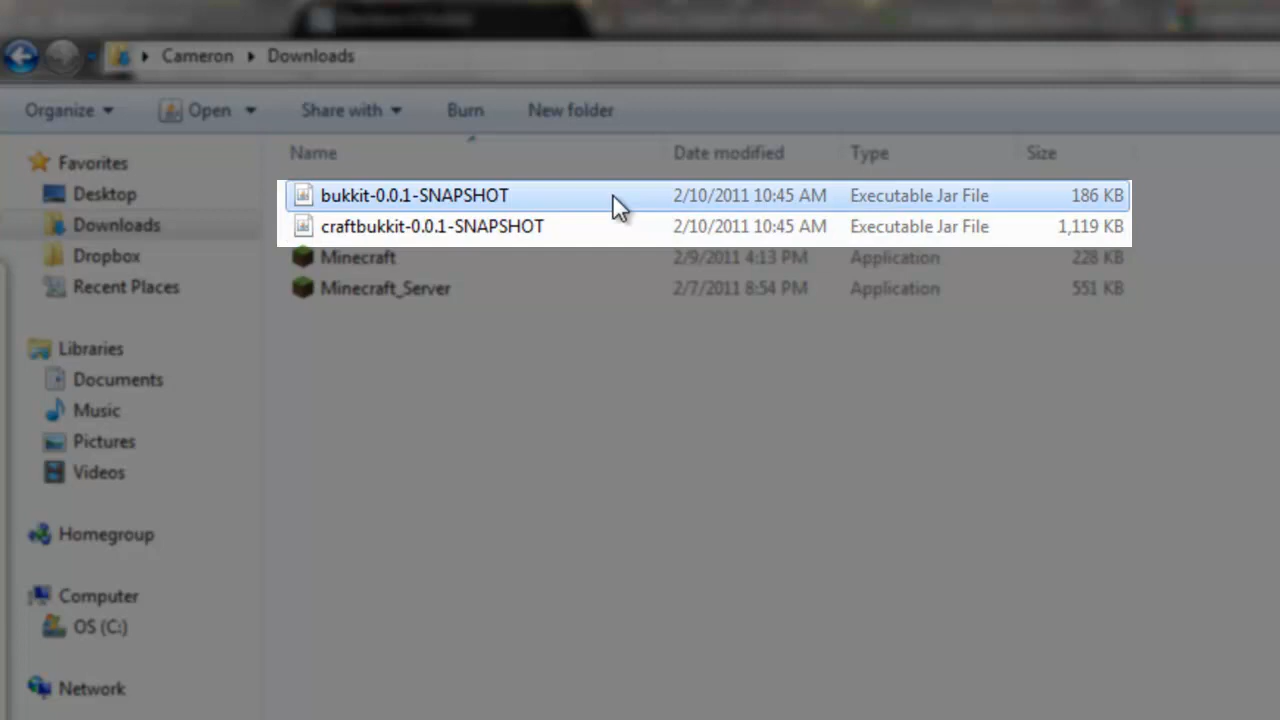 Cameron Downloads
Organize Open Share with Burn New folder
Name Date modified Type Size
Favorites
Desktop
Downloads
Dropbox
Recent Places
Libraries
Documents
Music
Pictures
Videos
Homegroup
Computer
OS (C:)
Network
bukkit-0.0.1-SNAPSHOT 2/10/2011 10:45 AM Executable Jar File 186 KB
craftbukkit-0.0.1-SNAPSHOT 2/10/2011 10:45 AM Executable Jar File 1,119 KB
Minecraft 2/9/2011 4:13 PM Application 228 KB
Minecraft_Server 2/7/2011 8:54 PM Application 551 KB